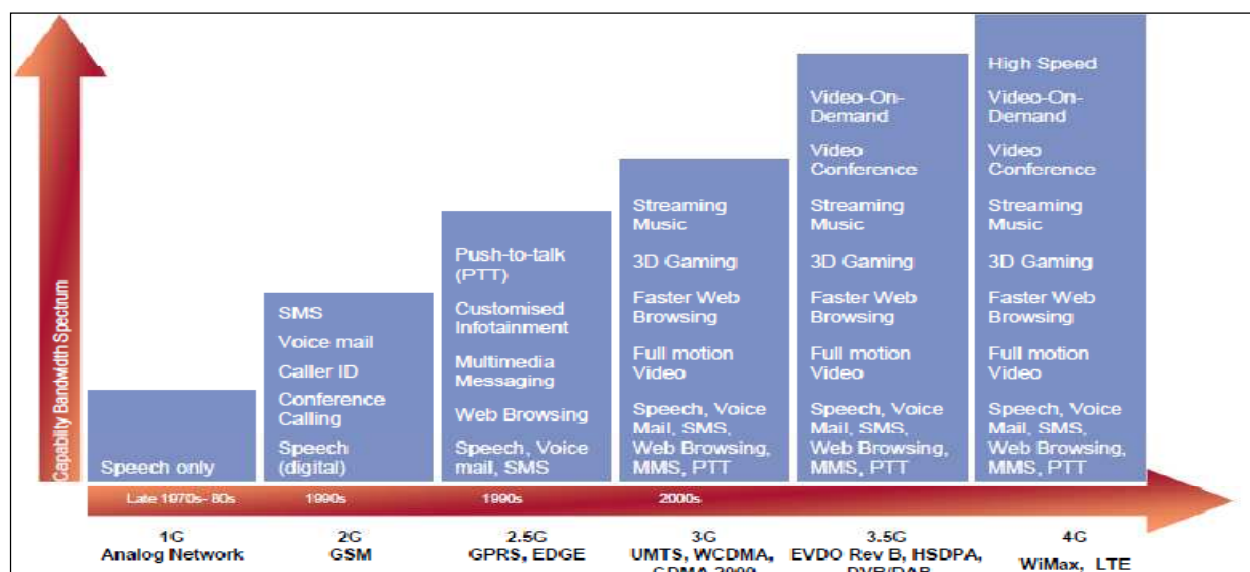 Capability Bandwidth Spectrum
Speech only
SMS
Voice mail
Caller ID
Conference
Calling
Speech
(digital)
Push-to-talk
(PTT)
Customised
Infotainment
Multimedia
Messaging
Web Browsing
Speech, Voice
mail, SMS
Streaming
Music
3D Gaming
Faster Web
Browsing
Full motion
Video
Speech, Voice
Mail, SMS,
Web Browsing,
MMS, PTT
Video-On-
Demand
Video
Conference
Streaming
Music
3D Gaming
Faster Web
Browsing
Full motion
Video
Speech, Voice
Mail, SMS,
Web Browsing,
MMS, PTT
High Speed
Video-On-
Demand
Video
Conference
Streaming
Music
3D Gaming
Faster Web
Browsing
Full motion
Video
Speech, Voice
Mail, SMS,
Web Browsing,
MMS, PTT
Late 1970s- 80s
1990s
1990s
2000s
1G
Analog Network
2G
GSM
2.5G
GPRS, EDGE
3G
UMTS, WCDMA,
CDMA 2000
3.5G
EVDO Rev B, HSDPA,
DVB/DAB
4G
WiMax, LTE